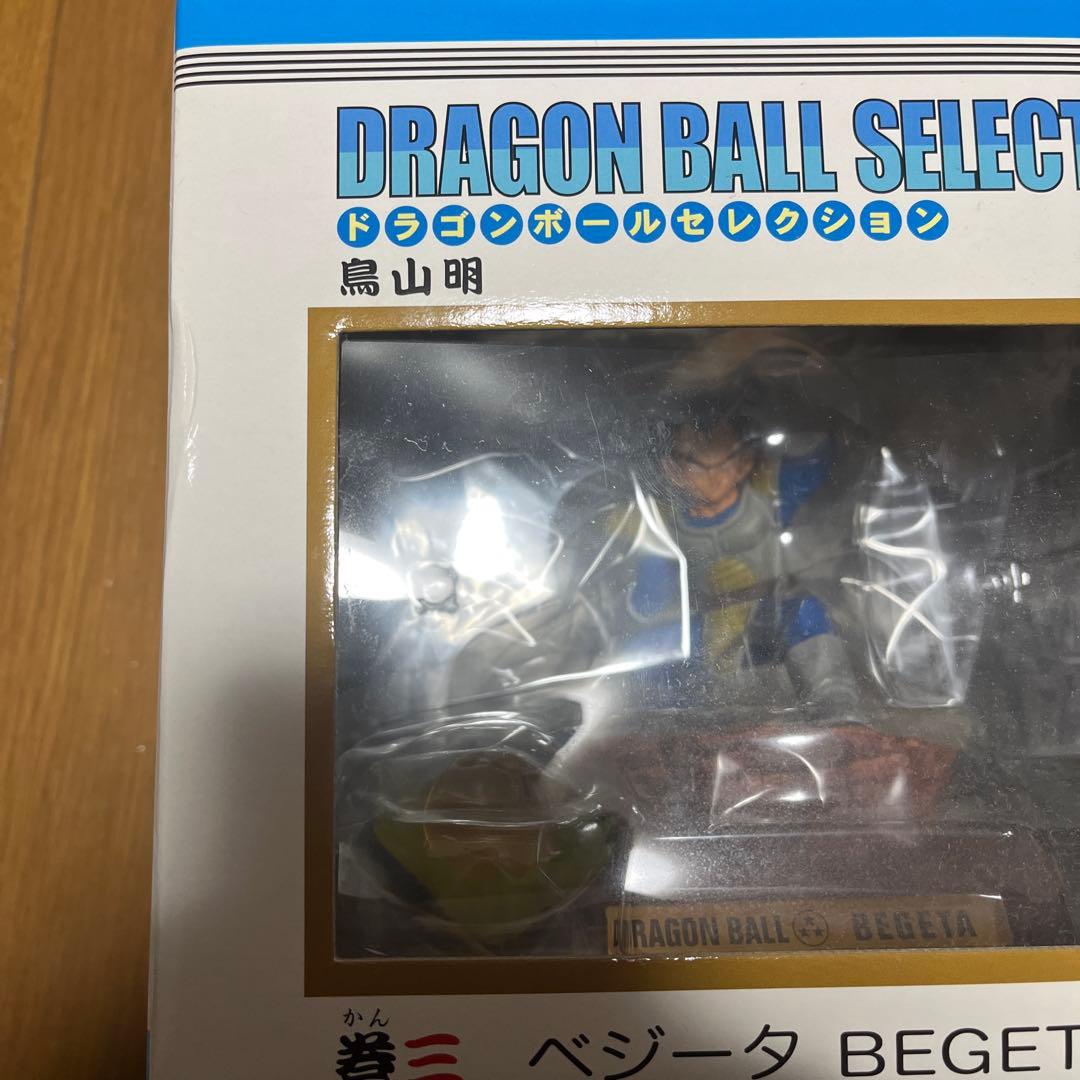 DRAGON BALL SELECT
ドラゴンボールセレクション
鳥山明
DRAGON BALL BEGETA
かん
巻三 ベジータ BEGET